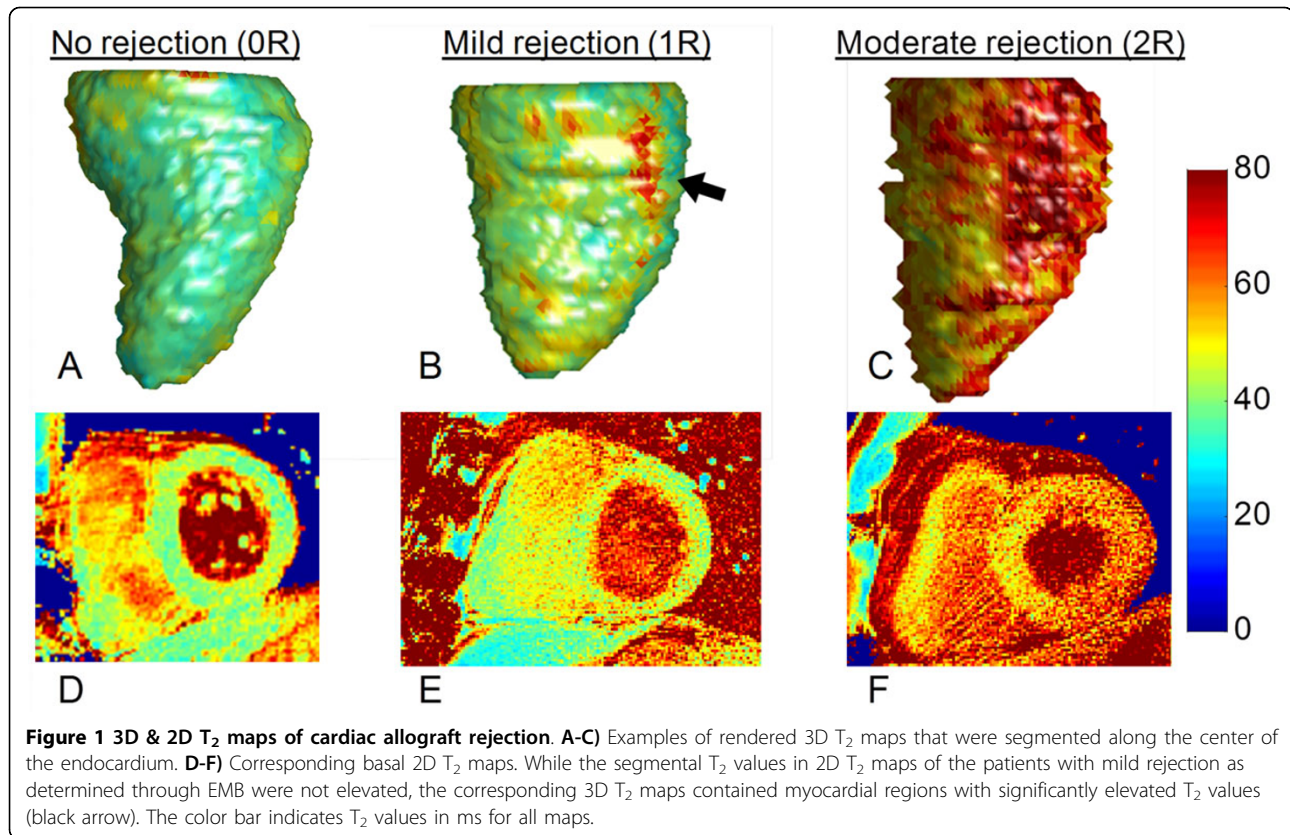 No rejection (0R) Mild rejection (1R) Moderate rejection (2R)
A B C
80
60
40
20
0
D E F
Figure 1 3D & 2D T₂ maps of cardiac allograft rejection. A-C) Examples of rendered 3D T₂ maps that were segmented along the center of
the endocardium. D-F) Corresponding basal 2D T₂ maps. While the segmental T₂ values in 2D T₂ maps of the patients with mild rejection as
determined through EMB were not elevated, the corresponding 3D T₂ maps contained myocardial regions with significantly elevated T₂ values
(black arrow). The color bar indicates T₂ values in ms for all maps.